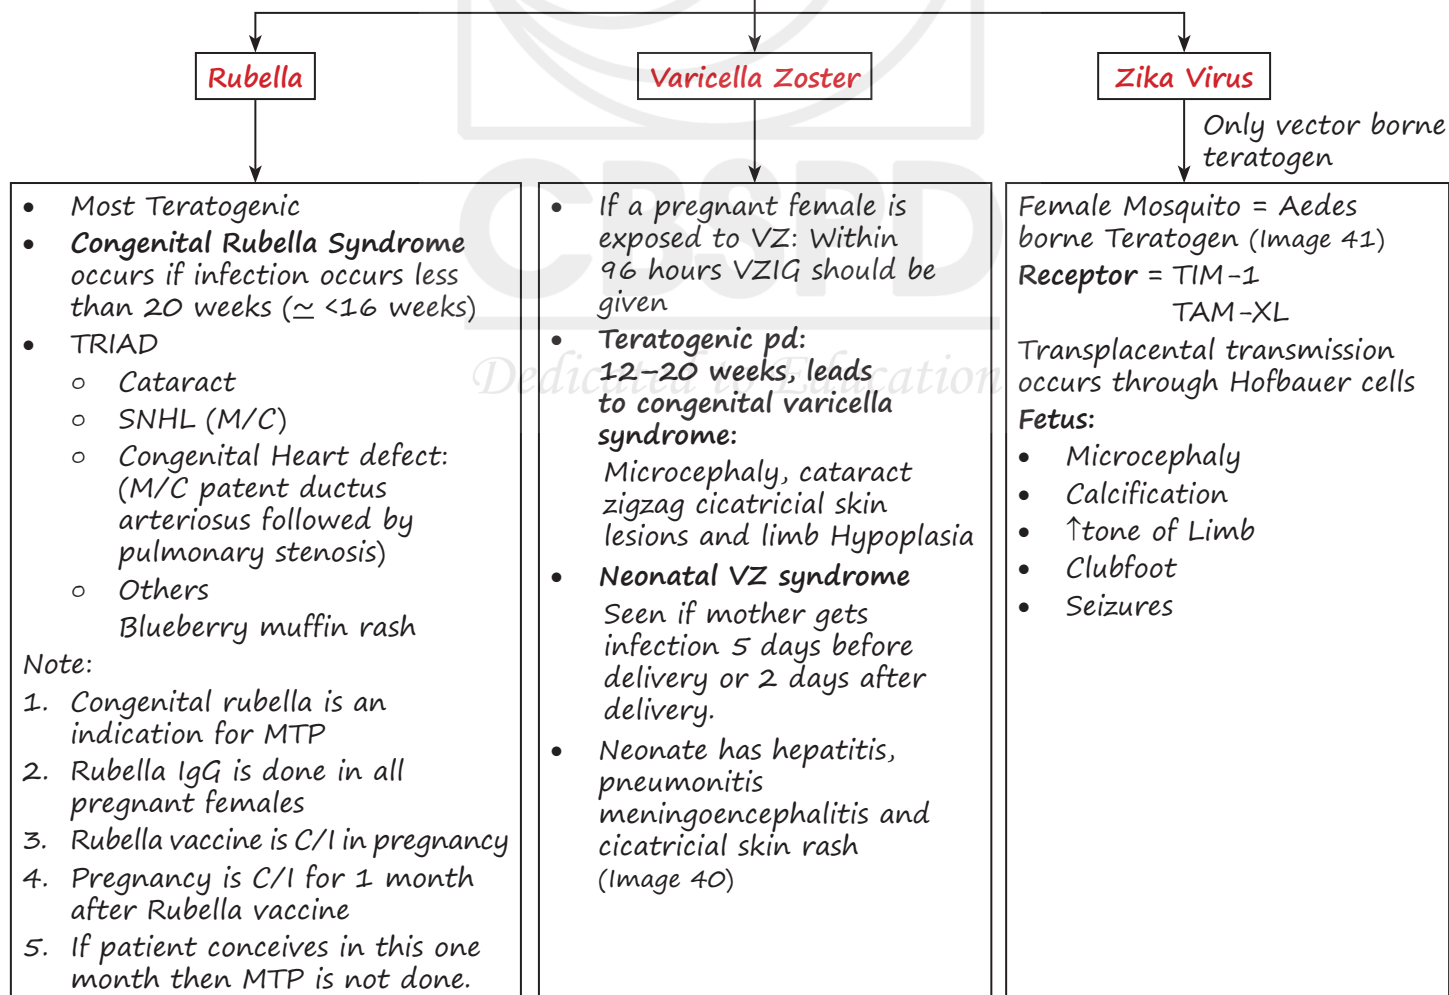 Rubella
Varicella Zoster
Zika Virus
Only vector borne
teratogen
• Most Teratogenic
• Congenital Rubella Syndrome
occurs if infection occurs less
than 20 weeks (≃ <16 weeks)
• TRIAD
○ Cataract
○ SNHL (M/C)
○ Congenital Heart defect:
(M/C patent ductus
arteriosus followed by
pulmonary stenosis)
○ Others
Blueberry muffin rash
Note:
1. Congenital rubella is an
indication for MTP
2. Rubella IgG is done in all
pregnant females
3. Rubella vaccine is C/I in pregnancy
4. Pregnancy is C/I for 1 month
after Rubella vaccine
5. If patient conceives in this one
month then MTP is not done.
• If a pregnant female is
exposed to VZ: Within
96 hours VZIG should be
given
• Teratogenic pd:
12–20 weeks, leads
to congenital varicella
syndrome:
Microcephaly, cataract
zigzag cicatricial skin
lesions and limb Hypoplasia
• Neonatal VZ syndrome
Seen if mother gets
infection 5 days before
delivery or 2 days after
delivery.
• Neonate has hepatitis,
pneumonitis
meningoencephalitis and
cicatricial skin rash
(Image 40)
Female Mosquito = Aedes
borne Teratogen (Image 41)
Receptor = TIM-1
TAM-XL
Transplacental transmission
occurs through Hofbauer cells
Fetus:
• Microcephaly
• Calcification
• ↑tone of Limb
• Clubfoot
• Seizures
CBSPD
Dedicated to Education